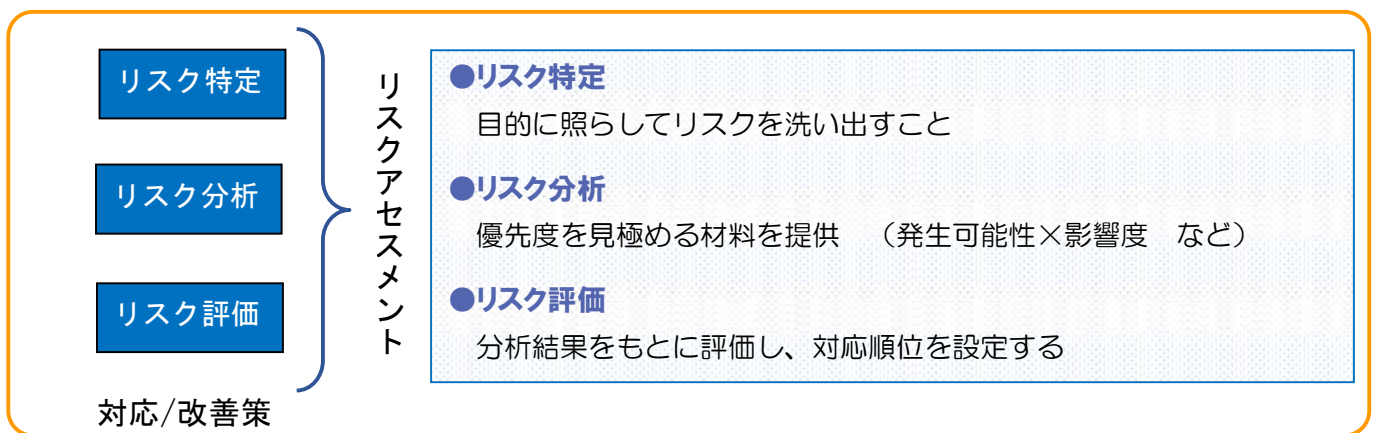 リスク特定
リスク分析
リスク評価
対応/改善策
リスクアセスメント
●リスク特定
目的に照らしてリスクを洗い出すこと
●リスク分析
優先度を見極める材料を提供　（発生可能性×影響度　など）
●リスク評価
分析結果をもとに評価し、対応順位を設定する